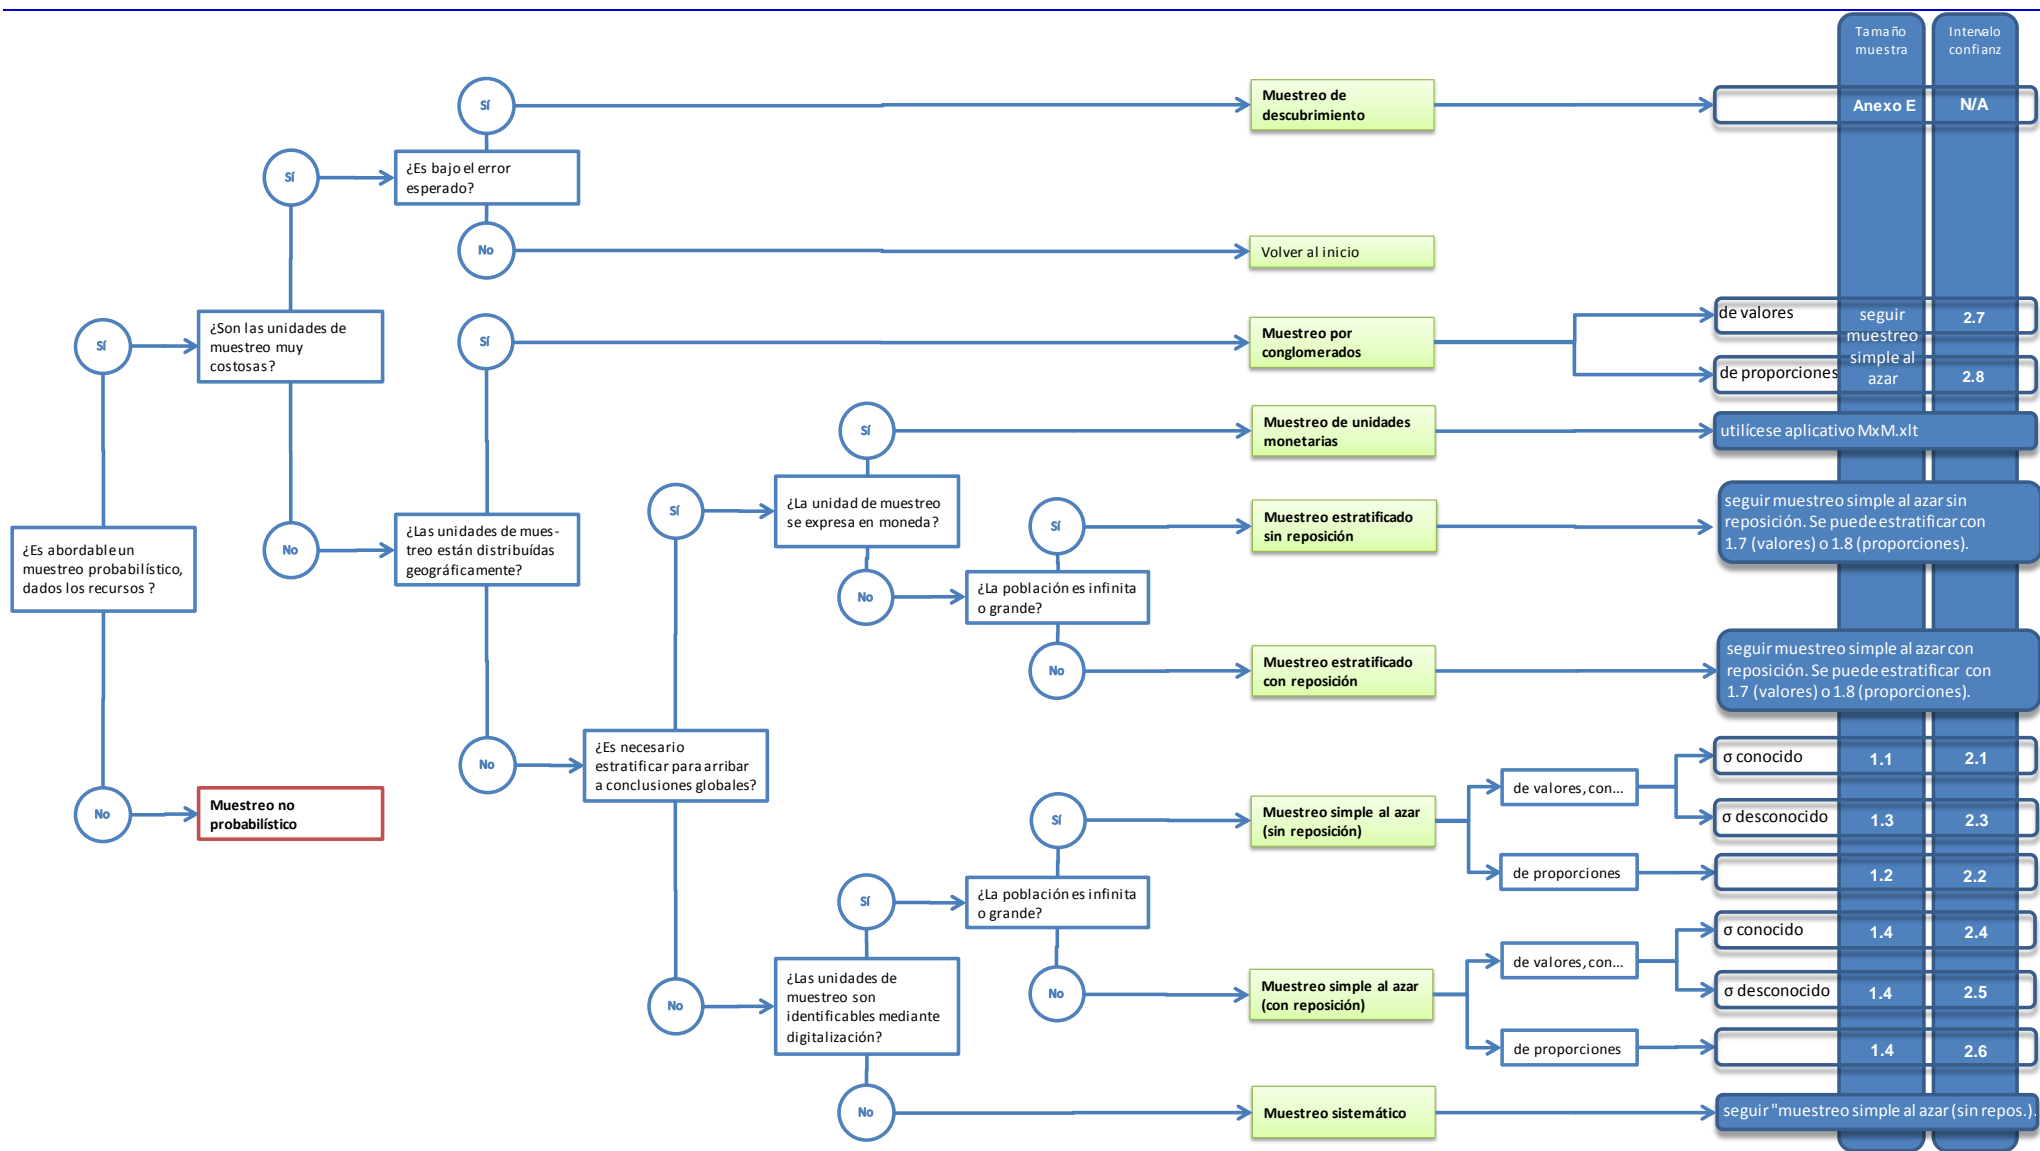 Tamaño
muestra
Intervalo
confianz
Sí
Muestreo de
descubrimiento
Anexo E
N/A
¿Es bajo el error
esperado?
Sí
No
Volver al inicio
¿Son las unidades de
muestreo muy
costosas?
Sí
Sí
Muestreo por
conglomerados
de valores
de proporciones
seguir
muestreo
simple al
azar
2.7
2.8
Sí
Muestreo de unidades
monetarias
utilícese aplicativo MxM.xlt
¿La unidad de muestreo
se expresa en moneda?
Sí
Sí
Muestreo estratificado
sin reposición
seguir muestreo simple al azar sin
reposición. Se puede estratificar con
1.7 (valores) o 1.8 (proporciones).
¿Es abordable un
muestreo probabilístico,
dados los recursos ?
No
¿Las unidades de mues-
treo están distribuídas
geográficamente?
No
¿La población es infinita
o grande?
No
Muestreo estratificado
con reposición
seguir muestreo simple al azar con
reposición. Se puede estratificar con
1.7 (valores) o 1.8 (proporciones).
No
¿Es necesario
estratificar para arribar
a conclusiones globales?
No
Muestreo no
probabilístico
Sí
Muestreo simple al azar
(sin reposición)
de valores, con...
σ conocido
1.1
2.1
σ desconocido
1.3
2.3
de proporciones
1.2
2.2
Sí
¿La población es infinita
o grande?
No
¿Las unidades de
muestreo son
identificables mediante
digitalización?
No
Muestreo simple al azar
(con reposición)
de valores, con...
σ conocido
1.4
2.4
σ desconocido
1.4
2.5
de proporciones
1.4
2.6
No
Muestreo sistemático
seguir "muestreo simple al azar (sin repos.).